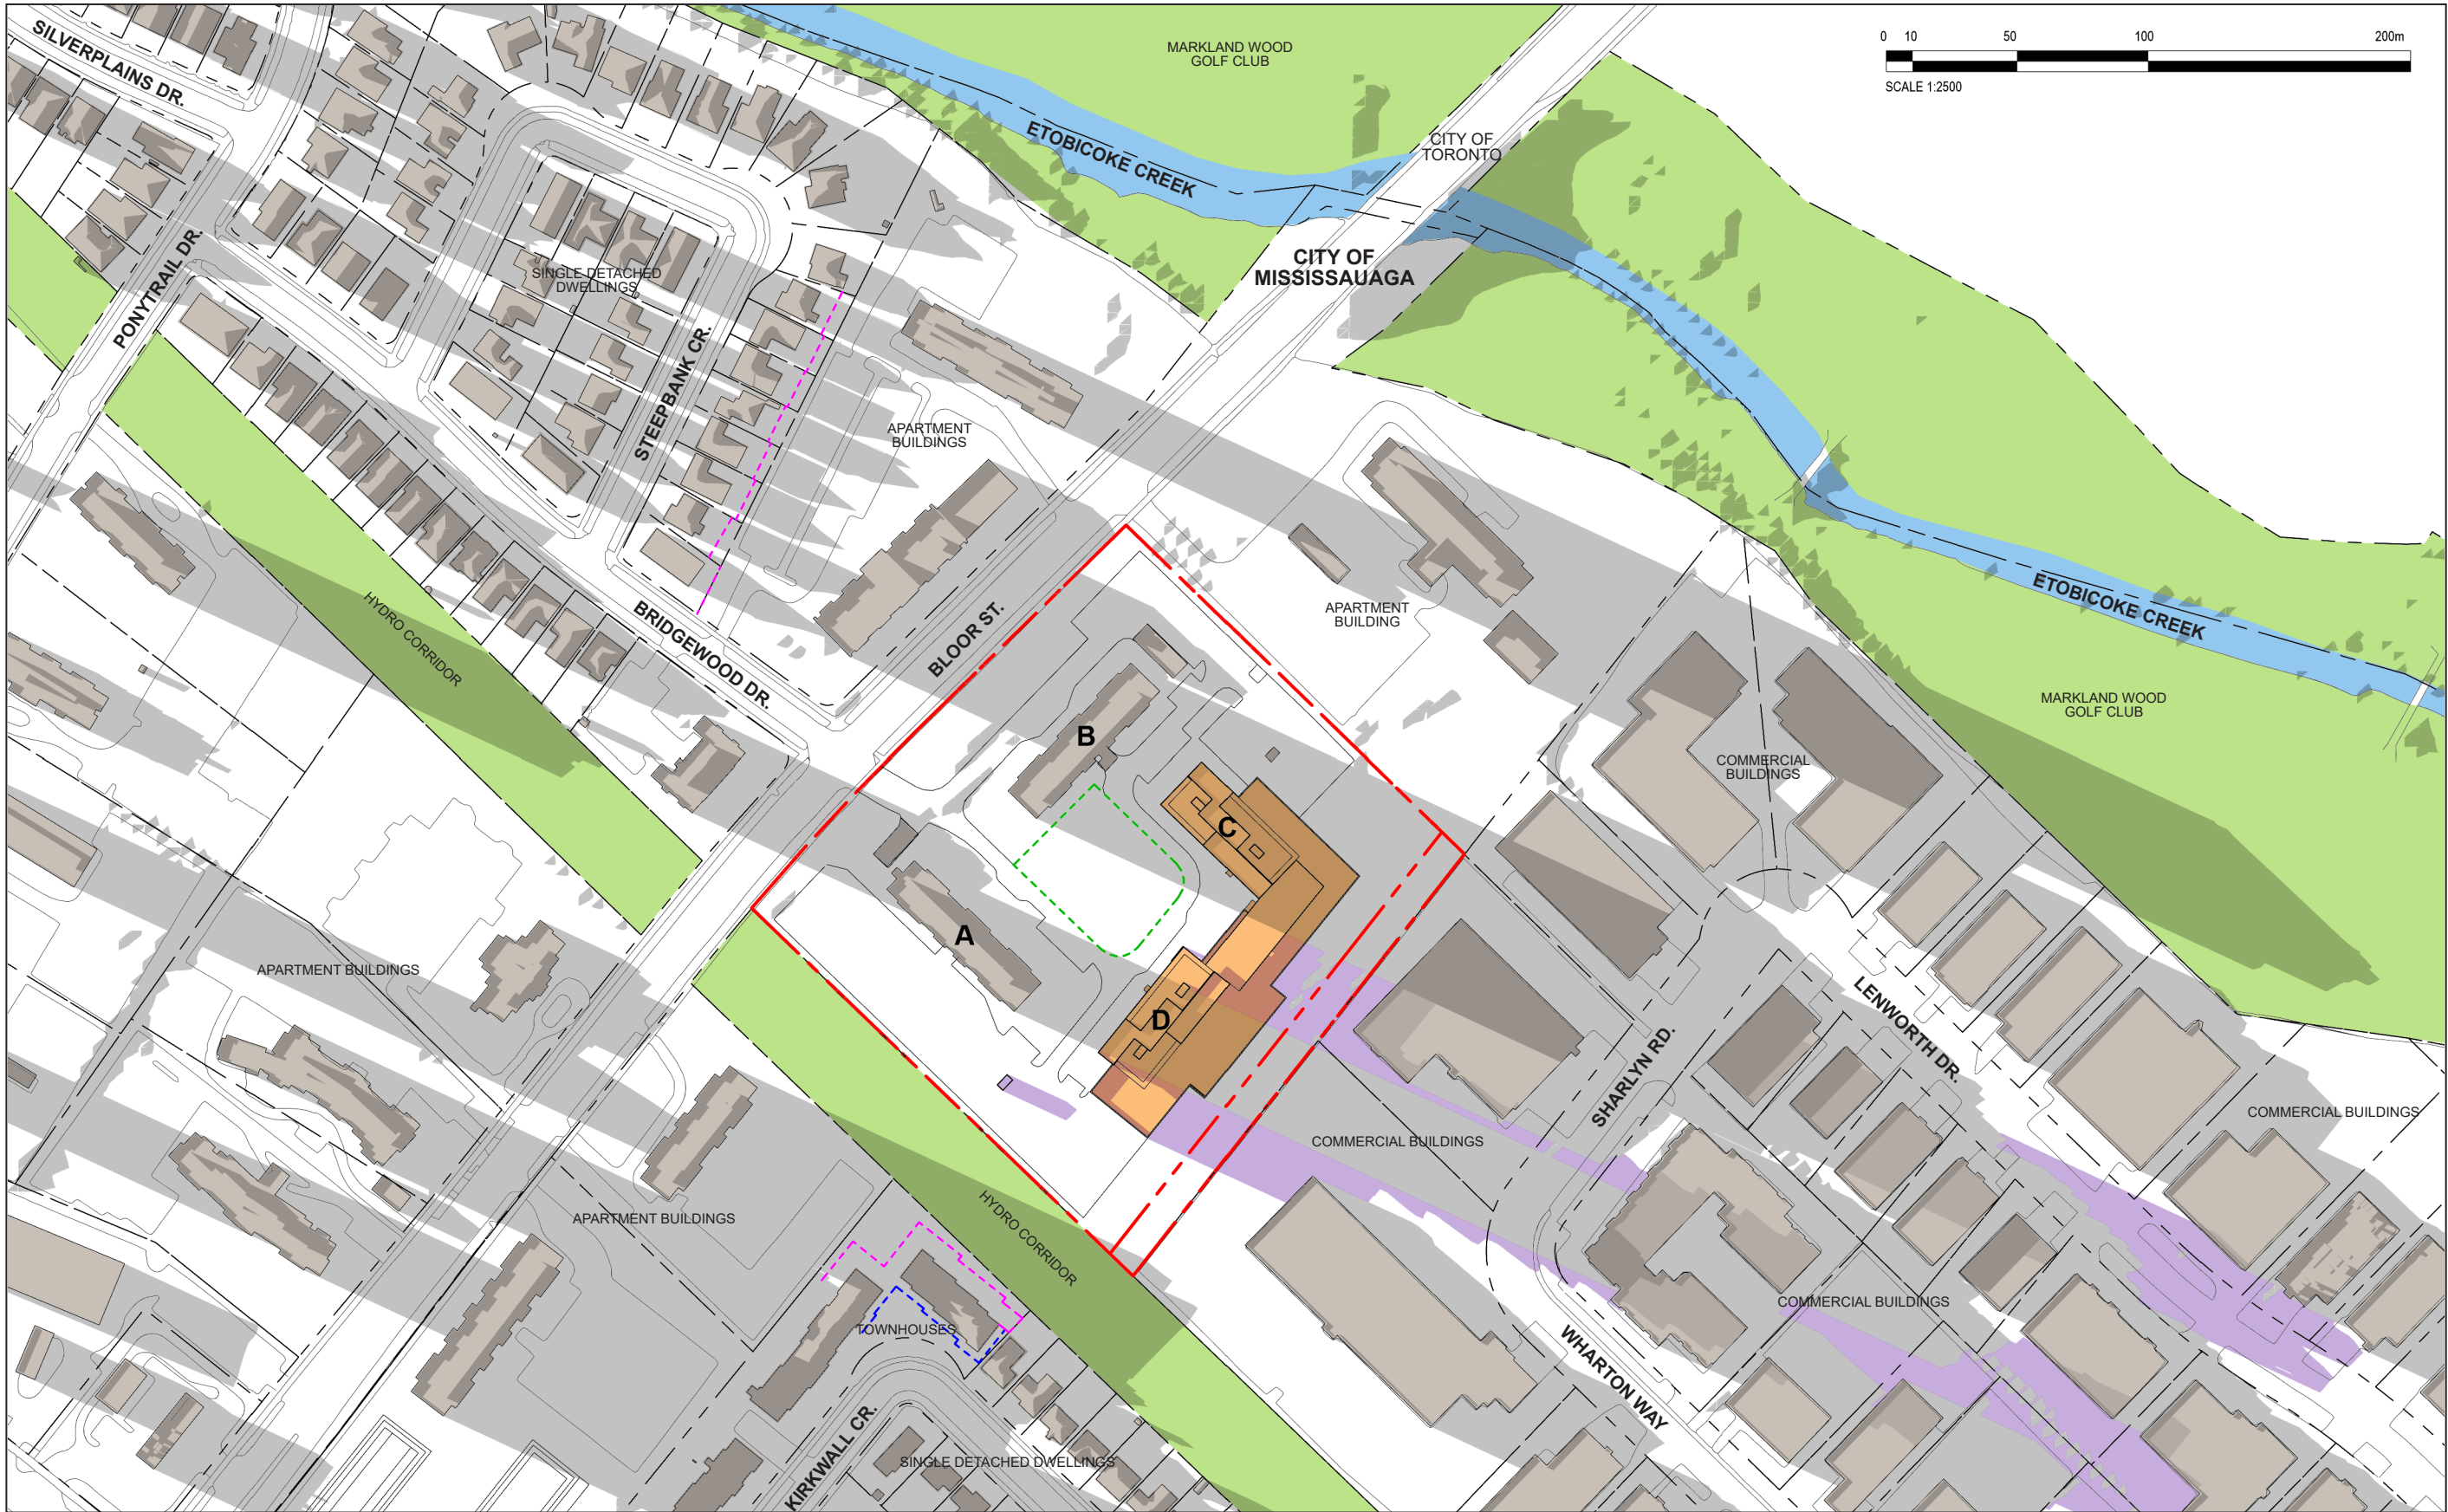 SILVERPLAINS DR.
MARKLAND WOOD
GOLF CLUB
0 10 50 100 200m
SCALE 1:2500
ETOBICOKE CREEK
CITY OF
TORONTO
CITY OF
MISSISSAUAGA
PONYTRAIL DR.
SINGLE DETACHED
DWELLINGS
STEEPBANK CR.
APARTMENT
BUILDINGS
HYDRO CORRIDOR
BRIDGEWOOD DR.
BLOOR ST.
APARTMENT
BUILDING
ETOBICOKE CREEK
MARKLAND WOOD
GOLF CLUB
B
COMMERCIAL
BUILDINGS
C
A
APARTMENT BUILDINGS
D
LENWORTH DR.
SHARLYN RD.
COMMERCIAL BUILDINGS
COMMERCIAL BUILDINGS
APARTMENT BUILDINGS
HYDRO CORRIDOR
COMMERCIAL BUILDINGS
TOWNHOUSES
WHARTON WAY
KIRKWALL CR.
SINGLE DETACHED DWELLINGS